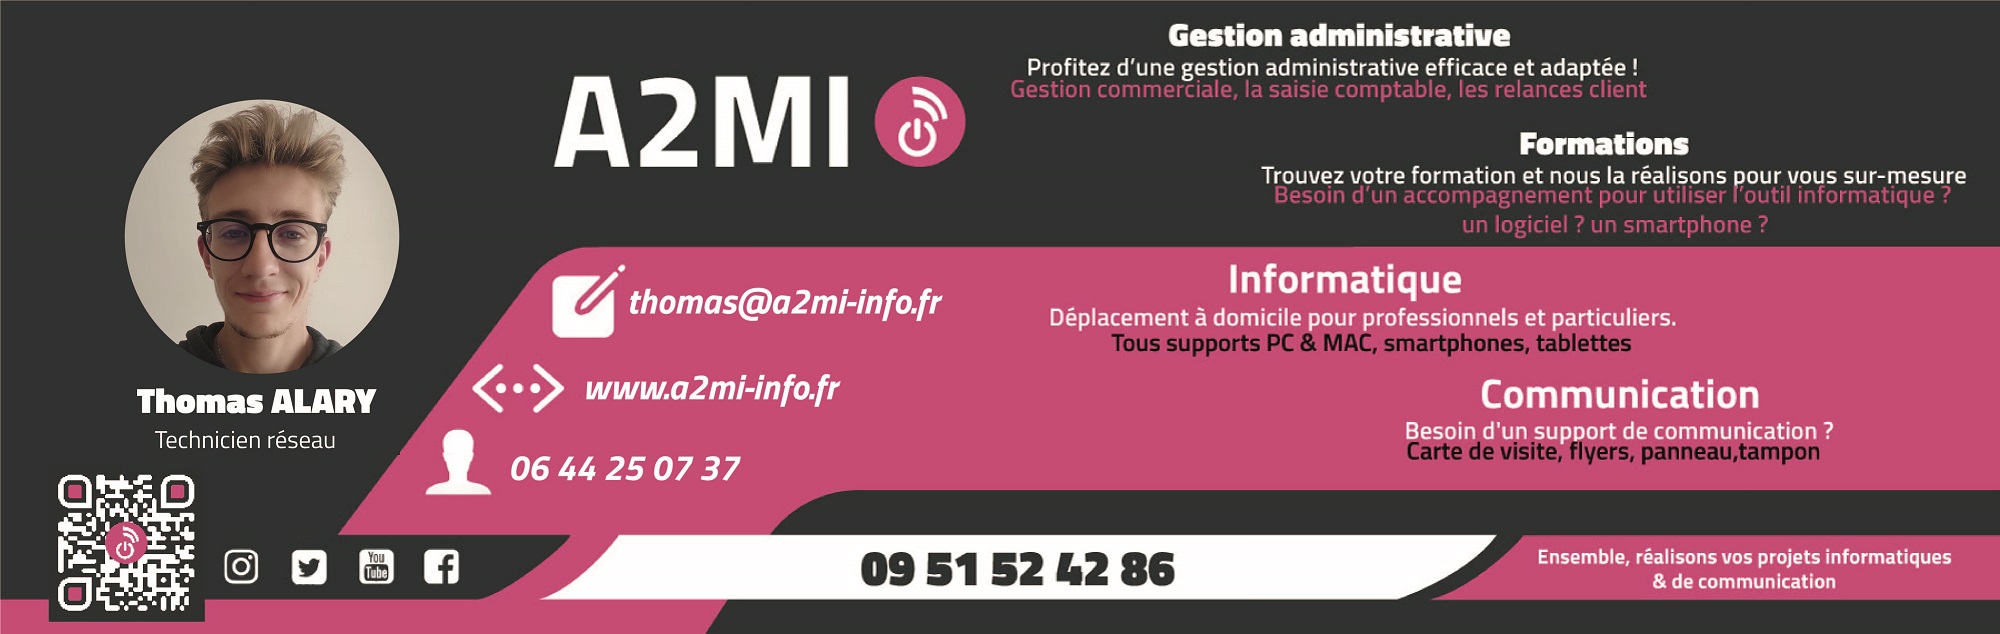 A2MI
Gestion administrative
Profitez d’une gestion administrative efficace et adaptée !
Gestion commerciale, la saisie comptable, les relances client
Formations
Trouvez votre formation et nous la réalisons pour vous sur-mesure
Besoin d’un accompagnement pour utiliser l’outil informatique ?
un logiciel ? un smartphone ?
Thomas ALARY
Technicien réseau
thomas@a2mi-info.fr
www.a2mi-info.fr
06 44 25 07 37
Informatique
Déplacement à domicile pour professionnels et particuliers.
Tous supports PC & MAC, smartphones, tablettes
Communication
Besoin d'un support de communication ?
Carte de visite, flyers, panneau,tampon
You
Tube
09 51 52 42 86
Ensemble, réalisons vos projets informatiques
& de communication